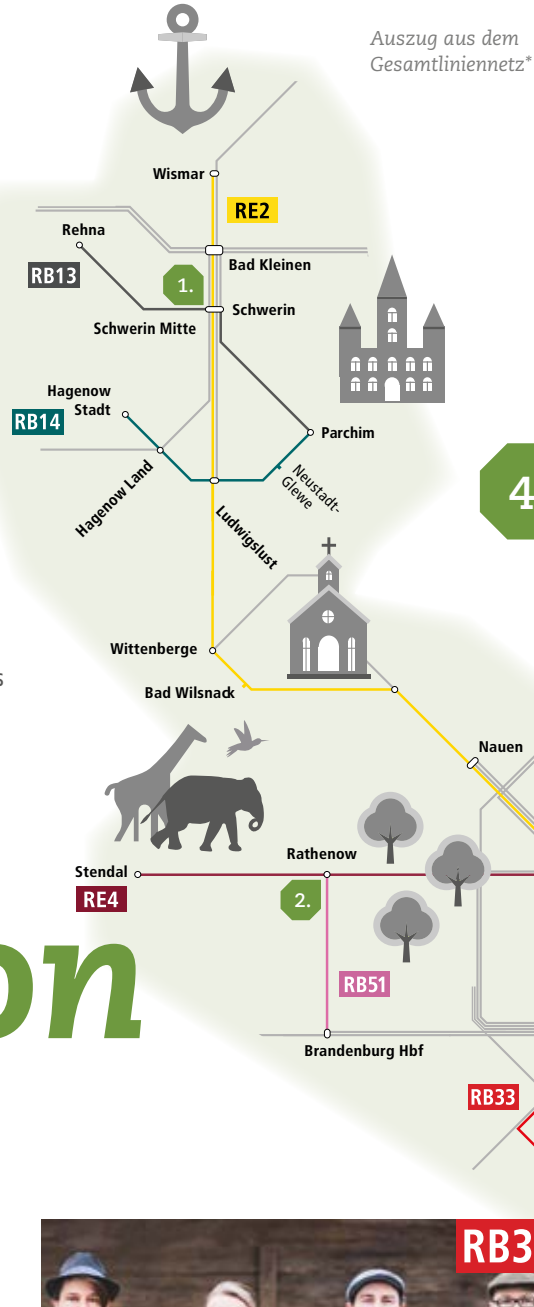 Auszug aus dem
Gesamtliniennetz*
Wismar
RE2
Rehna
RB13
Bad Kleinen
1.
Schwerin
Schwerin Mitte
Hagenow
Stadt
RB14
Parchim
4
Hagenow Land
Neustadt-
Glewe
Ludwigslust
Wittenberge
s
Bad Wilsnack
Nauen
Rathenow
Stendal
RE4
2.
on
RB51
Brandenburg Hbf
RB33
RB3